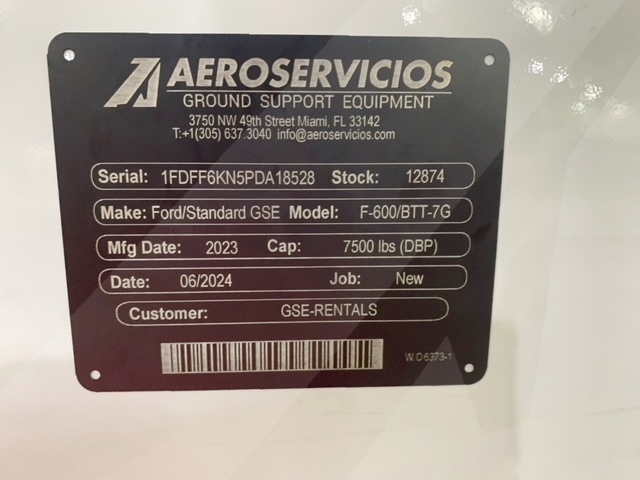 AEROSERVICIOS
GROUND SUPPORT EQUIPMENT
3750 NW 49th Street Miami, FL 33142
T:+1(305) 637.3040 info@aeroservicios.com
Serial: 1FDFF6KN5PDA18528 Stock: 12874
Make: Ford/Standard GSE Model: F-600/BTT-7G
Mfg Date: 2023 Cap: 7500 lbs (DBP)
Date: 06/2024 Job: New
Customer: GSE-RENTALS
W.O6373-1